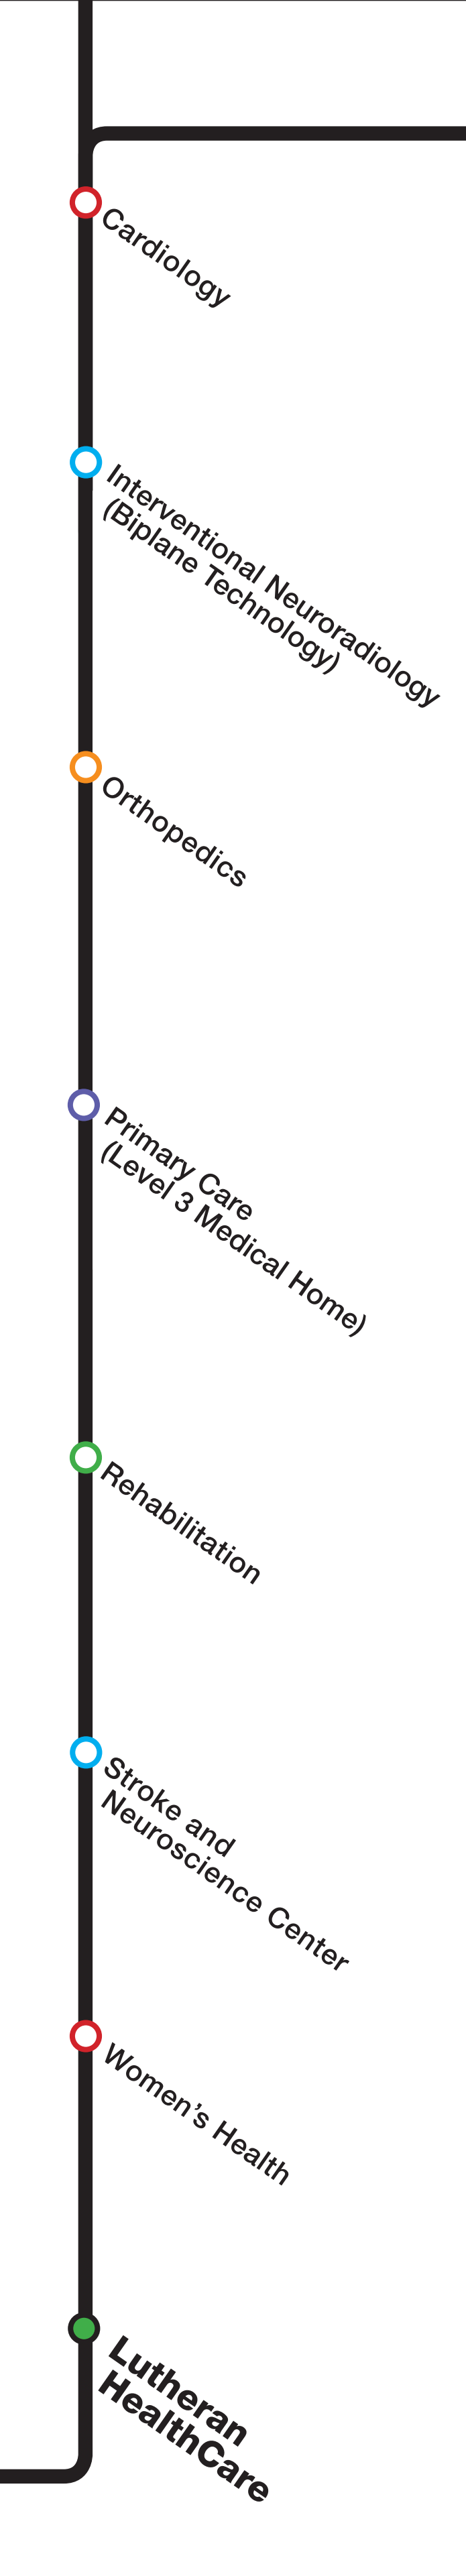 Cardiology
Interventional Neuroradiology
(Biplane Technology)
Orthopedics
Primary Care
(Level 3 Medical Home)
Rehabilitation
Stroke and
Neuroscience Center
Women’s Health
Lutheran
HealthCare